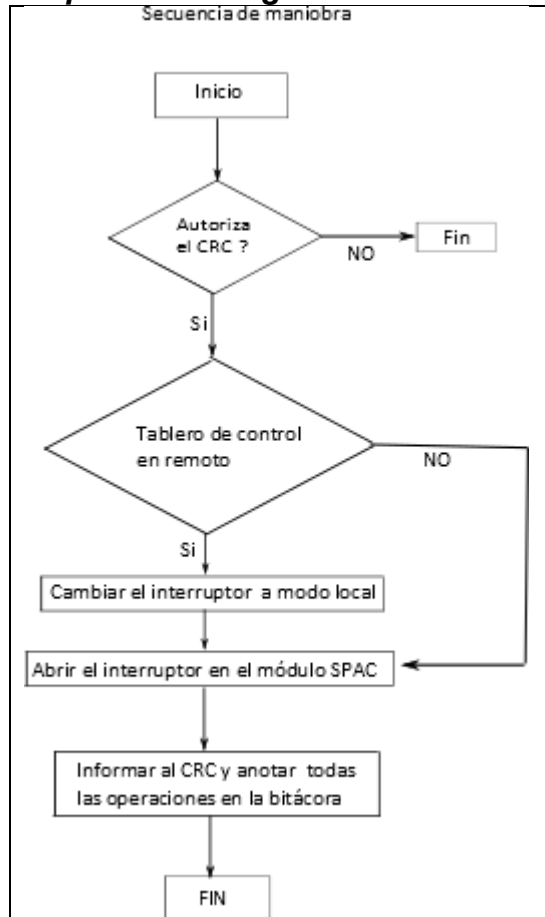 Secuencia de maniobra
Inicio
Autoriza
el CRC ?
NO
Fin
Si
Tablero de control
en remoto
NO
Si
Cambiar el interruptor a modo local
Abrir el interruptor en el módulo SPAC
Informar al CRC y anotar todas
las operaciones en la bitácora
FIN